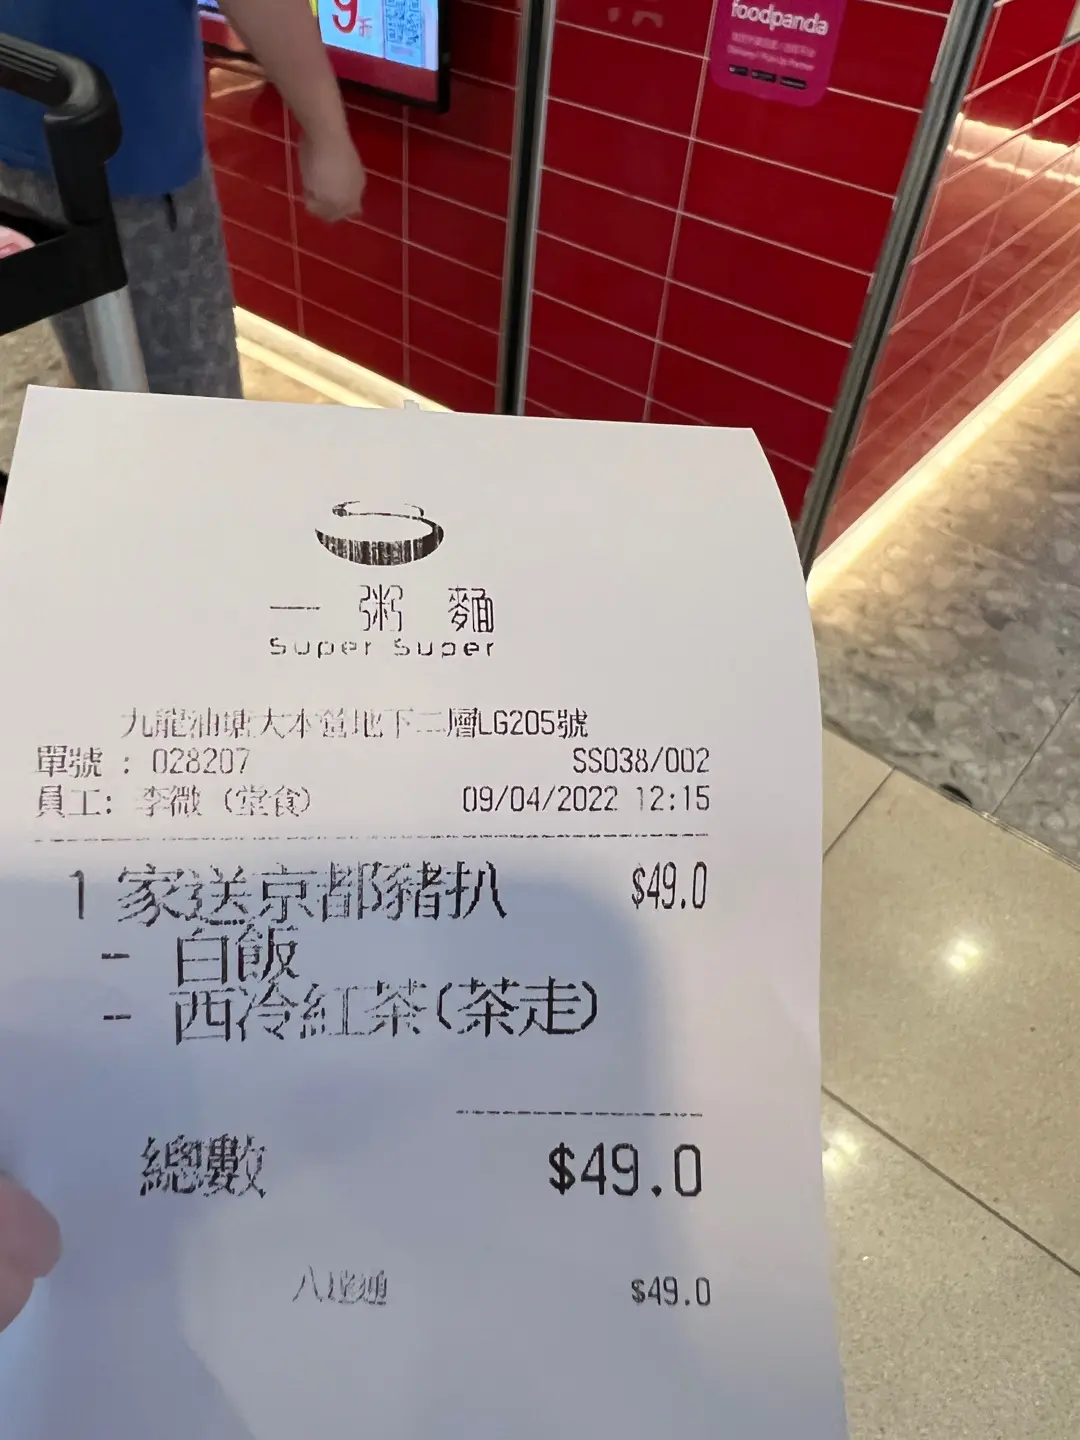 9折
foodpanda
一粥麵
Super Super
九龍油塘大本營地下二層LG205號
單號 : 028207 SS038/002
員工: 李微 (堂食) 09/04/2022 12:15
1 家送京都豬扒 $49.0
- 白飯
- 西冷紅茶(茶走)
總數 $49.0
八達通 $49.0